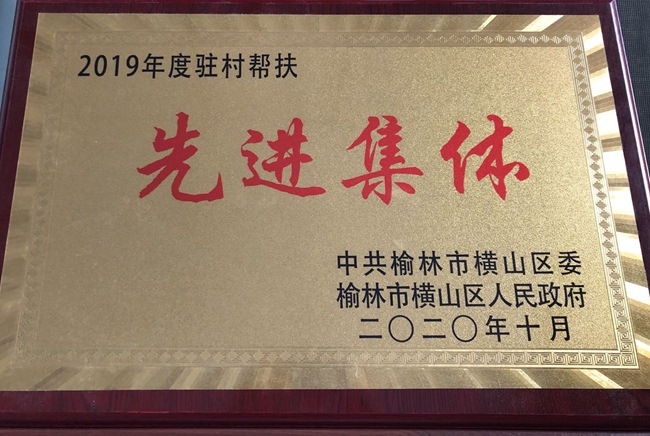 2019年度驻村帮扶
先进集体
中共榆林市横山区委
榆林市横山区人民政府
二〇二〇年十月